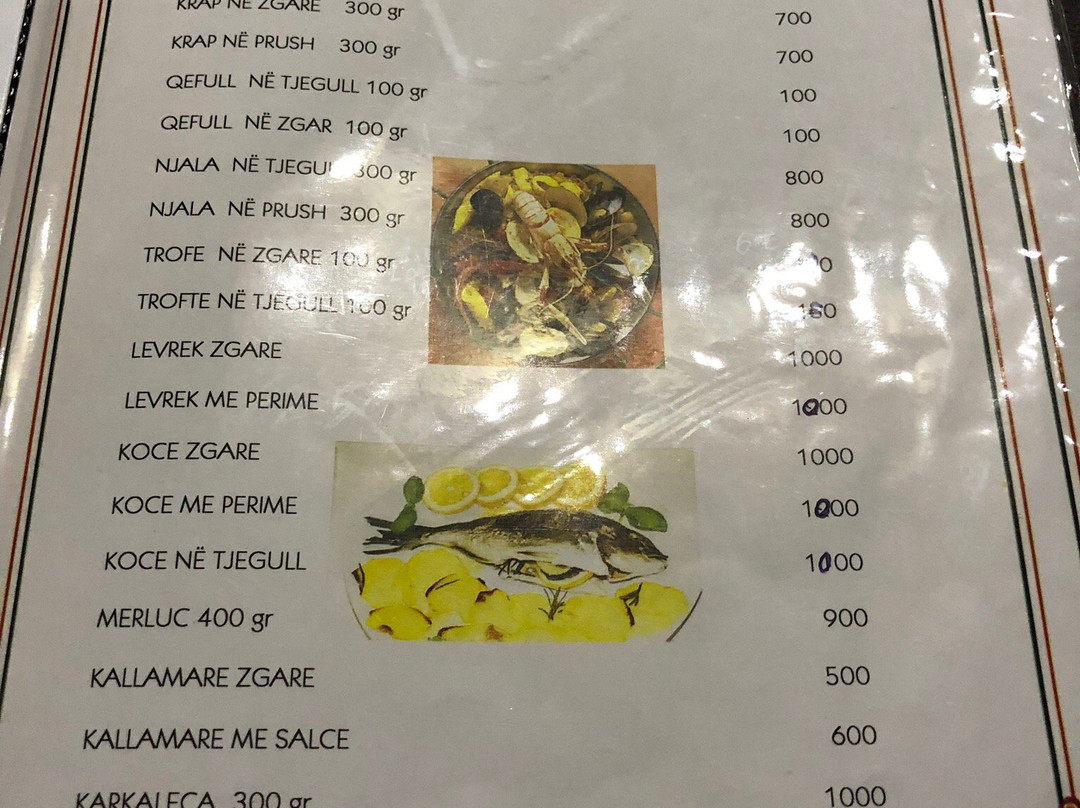 KRAP NË ZGARE 300 gr 700
KRAP NË PRUSH 300 gr 700
QEFULL NË TJEGULL 100 gr 100
QEFULL NË ZGAR 100 gr 100
NJALA NË TJEGULL 300 gr 800
NJALA NË PRUSH 300 gr 800
TROFE NË ZGARE 100 gr
TROFTE NË TJEGULL 100 gr
LEVREK ZGARE 1000
LEVREK ME PERIME 1000
KOCE ZGARE 1000
KOCE ME PERIME 1000
KOCE NË TJEGULL 1000
MERLUC 400 gr 900
KALLAMARE ZGARE 500
KALLAMARE ME SALCE 600
KARKALECA 300 gr 1000